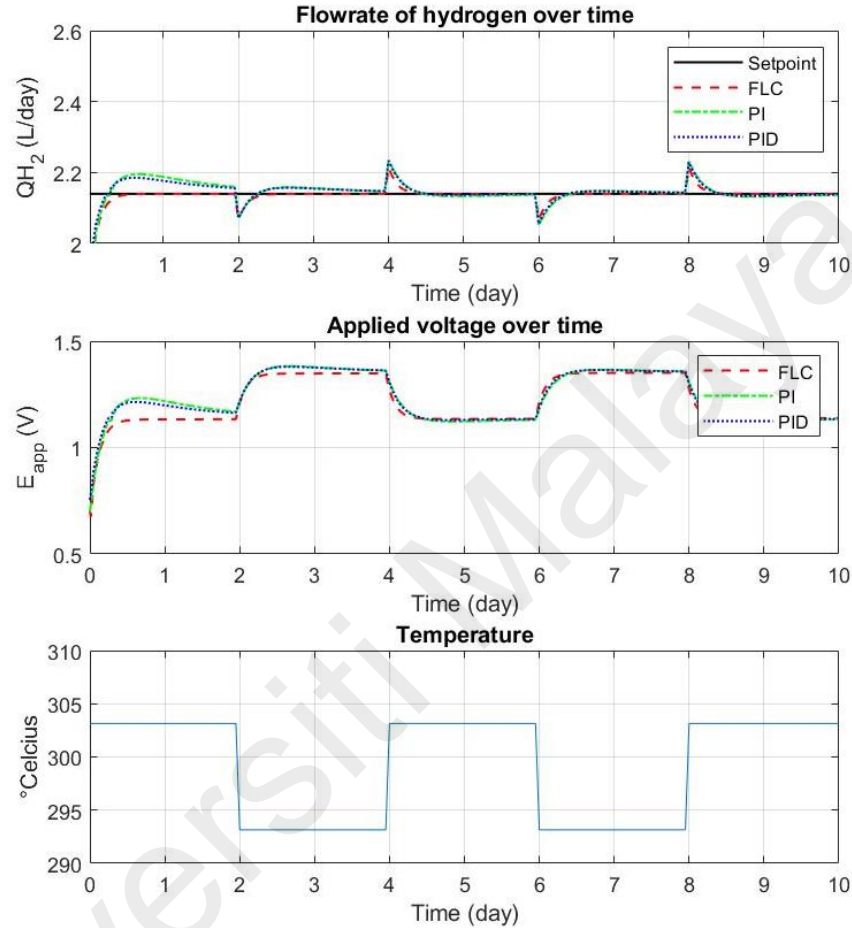 Flowrate of hydrogen over time
QH₂ (L/day)
2.6
2.4
2.2
2
Setpoint
FLC
PI
PID
1 2 3 4 5 6 7 8 9 10
Time (day)
Applied voltage over time
E_app (V)
1.5
1
0.5
FLC
PI
PID
0 1 2 3 4 5 6 7 8 9 10
Time (day)
Temperature
°Celcius
310
305
300
295
290
0 1 2 3 4 5 6 7 8 9 10
Time (day)
versiti Malaya